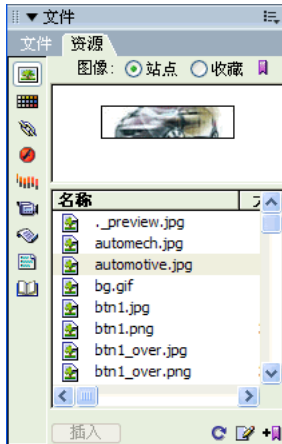 文件
文件 资源
图像: 站点 收藏
名称
._preview.jpg
automech.jpg
automotive.jpg
bg.gif
btn1.jpg
btn1.png
btn1_over.jpg
btn1_over.png
插入